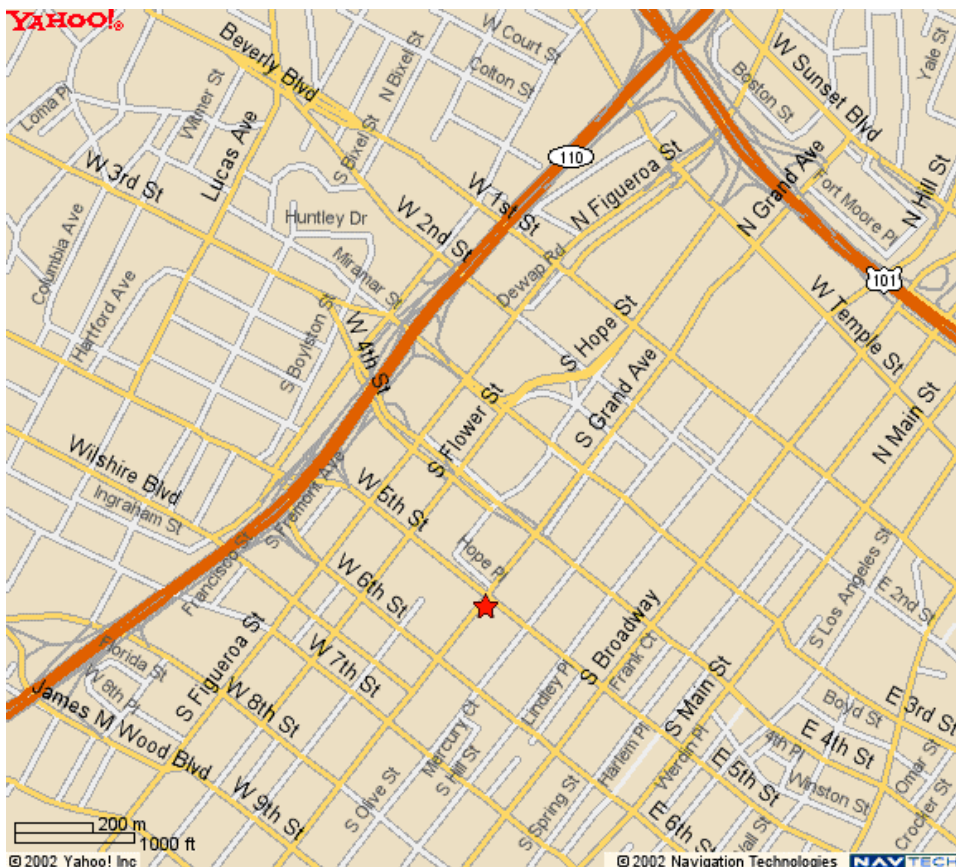 YAHOO!®
Beverly Blvd
N Bixel St
W Court St
Colton St
Boston St
W Sunset Blvd
Yale St
Loma Pl
Witmer St
Lucas Ave
S Bixel St
110
W 3rd St
W 1st St
N Figueroa St
N Grand Ave
Fort Moore Pl
N Hill St
Columbia Ave
Huntley Dr
W 2nd St
Miramar St
Dewap Rd
101
Hartford Ave
S Boylston St
W 4th St
S Hope St
W Temple St
S Flower St
S Grand Ave
N Main St
Wilshire Blvd
Ingraham St
S Fremont Ave
W 5th St
Hope Pl
Francisco St
W 6th St
S Los Angeles St
E 2nd St
Florida St
W 8th Pl
S Figueroa St
W 7th St
S Broadway
Frank Ct
James M Wood Blvd
W 8th St
Lindley Pl
S Main St
Boyd St
E 3rd St
W 9th St
Mercury Ct
S Hill St
S Olive St
Harlem Pl
Werdin Pl
4th Pl
E 4th St
Winston St
Omar St
Crocker St
E 5th St
Spring St
E 6th St
Wall St
200 m
1000 ft
©2002 Yahoo! Inc
©2002 Navigation Technologies
NAVTECH